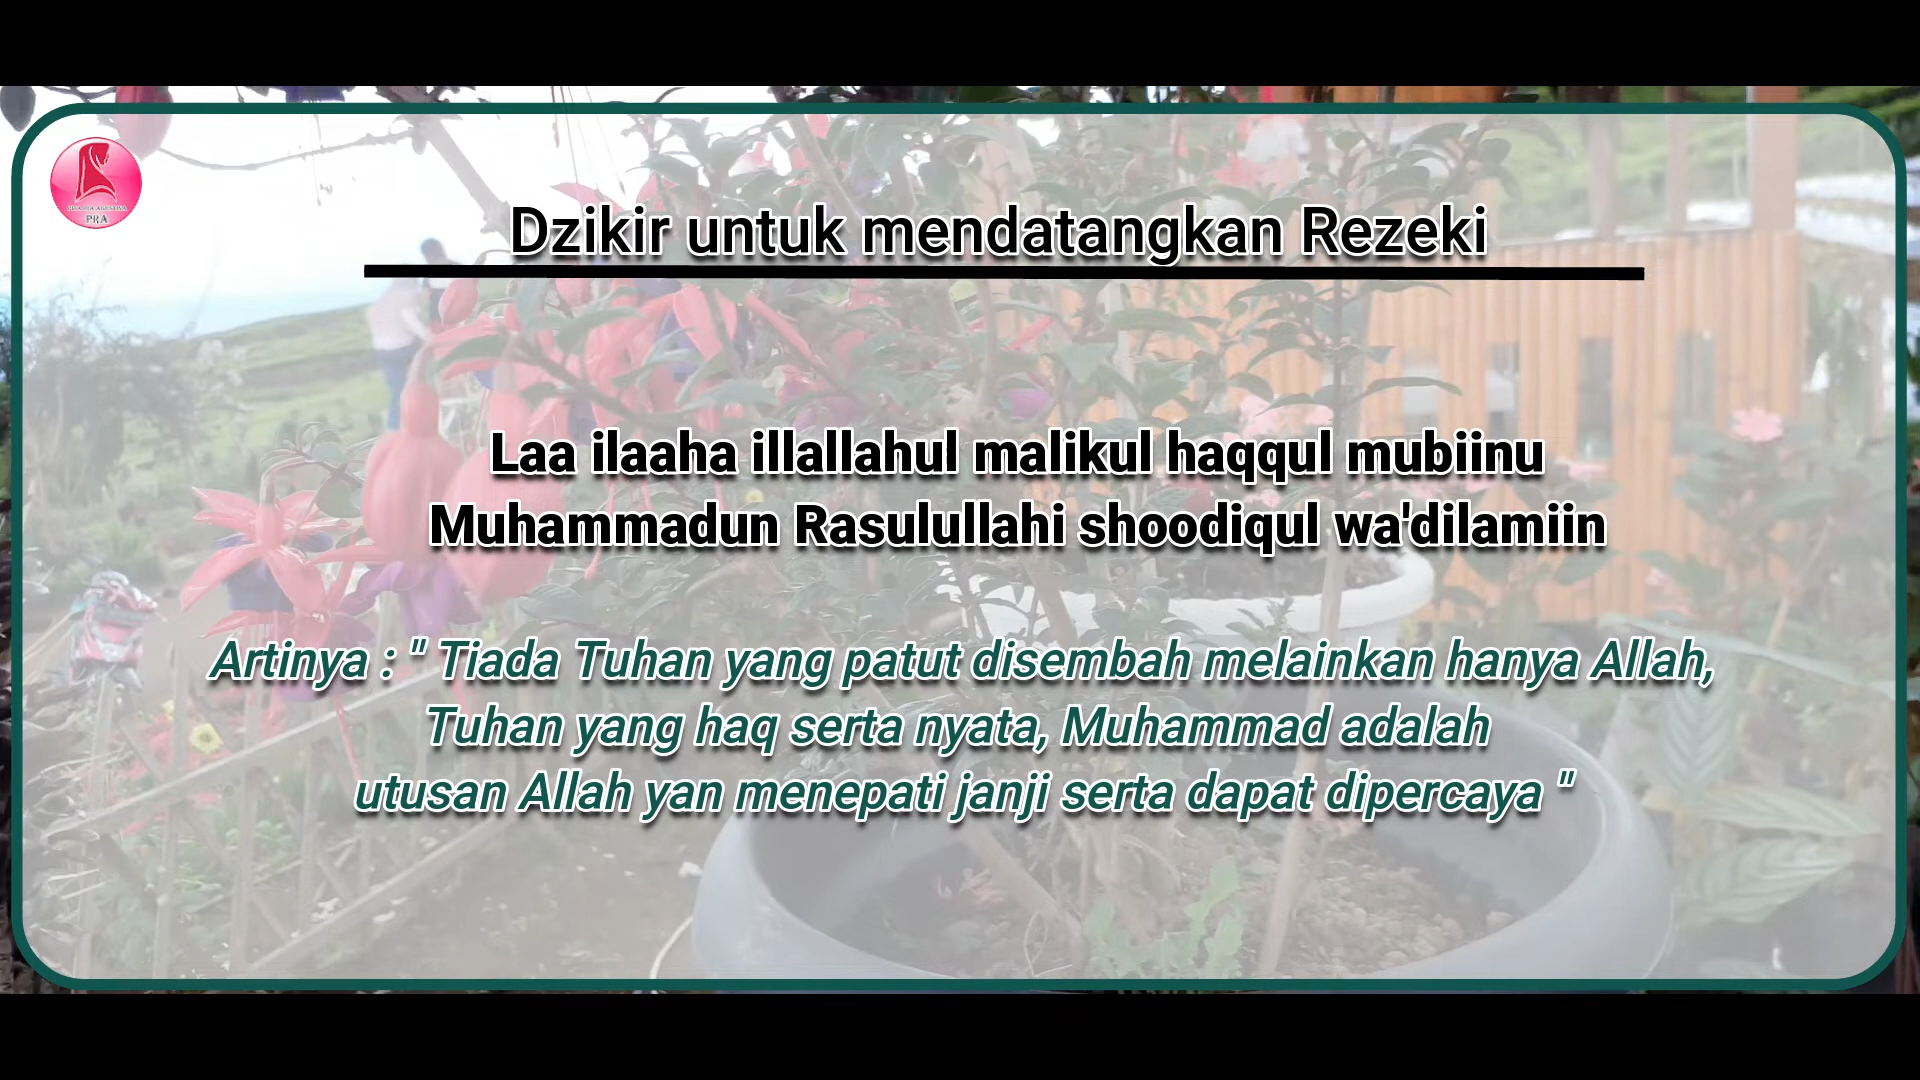 PRA
Dzikir untuk mendatangkan Rezeki
Laa ilaaha illallahul malikul haqqul mubiinu
Muhammadun Rasulullahi shoodiqul wa'dilamiin
Artinya : " Tiada Tuhan yang patut disembah melainkan hanya Allah,
Tuhan yang haq serta nyata, Muhammad adalah
utusan Allah yan menepati janji serta dapat dipercaya "